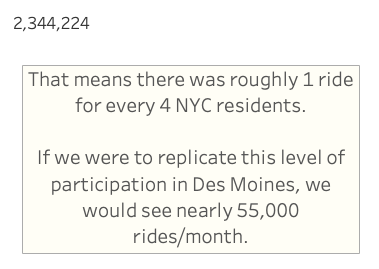 2,344,224
That means there was roughly 1 ride
for every 4 NYC residents.
If we were to replicate this level of
participation in Des Moines, we
would see nearly 55,000
rides/month.